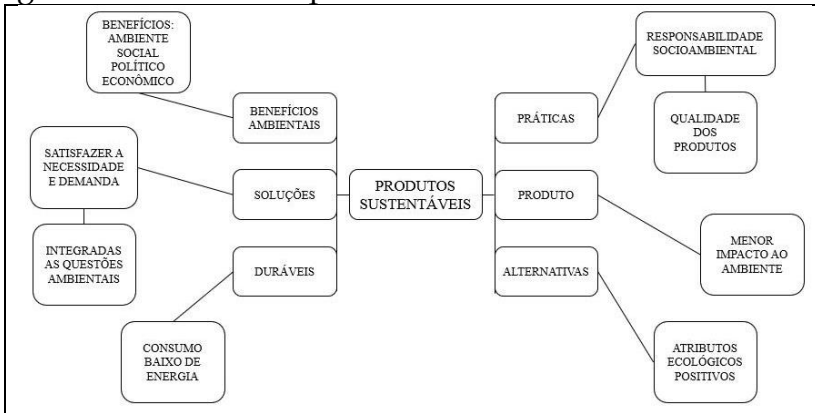 BENEFÍCIOS:
AMBIENTE
SOCIAL
POLÍTICO
ECONÔMICO
BENEFÍCIOS
AMBIENTAIS
SATISFAZER A
NECESSIDADE
E DEMANDA
SOLUÇÕES
INTEGRADAS
AS QUESTÕES
AMBIENTAIS
DURÁVEIS
CONSUMO
BAIXO DE
ENERGIA
PRODUTOS
SUSTENTÁVEIS
RESPONSABILIDADE
SOCIOAMBIENTAL
PRÁTICAS
QUALIDADE
DOS
PRODUTOS
PRODUTO
MENOR
IMPACTO AO
AMBIENTE
ALTERNATIVAS
ATRIBUTOS
ECOLÓGICOS
POSITIVOS